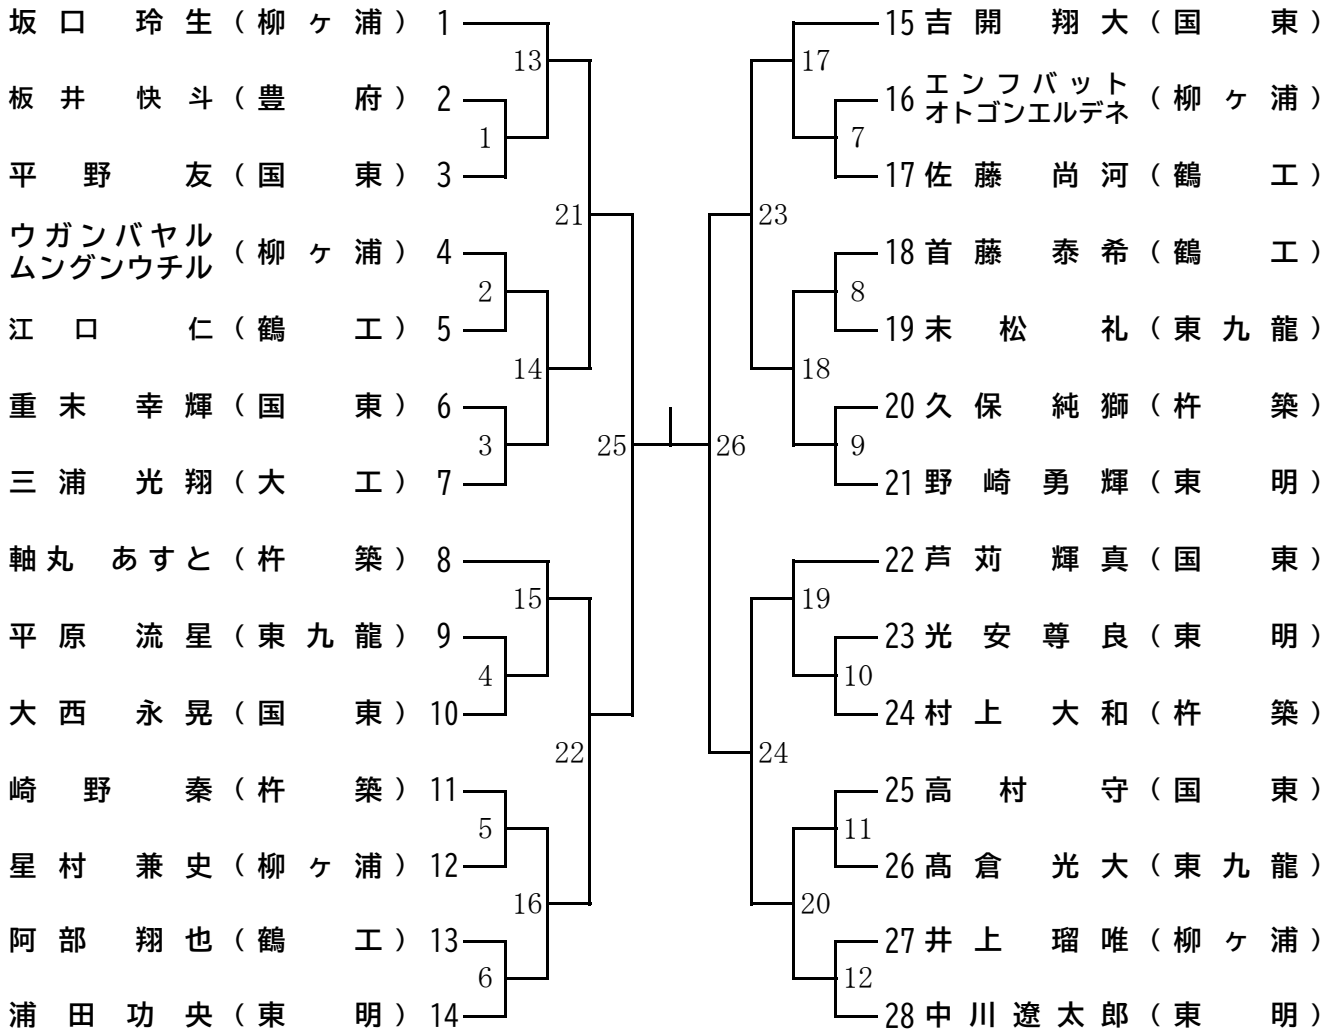 坂口 玲生(柳ヶ浦) 1
板井 快斗(豊府) 2
平野 友(国東) 3
ウガンバヤル
ムングンウチル
(柳ヶ浦) 4
江口 仁(鶴工) 5
重末 幸輝(国東) 6
三浦 光翔(大工) 7
軸丸 あすと(杵築) 8
平原 流星(東九龍) 9
大西 永晃(国東) 10
崎野 秦(杵築) 11
星村 兼史(柳ヶ浦) 12
阿部 翔也(鶴工) 13
浦田功央(東明) 14
13
1
21
2
14
3
25
15
4
22
5
16
6
17
7
23
8
18
26
9
19
10
24
11
20
12
15 吉開 翔大(国東)
16 エンフバット
オトゴンエルデネ
(柳ヶ浦)
17 佐藤 尚河(鶴工)
18 首藤 泰希(鶴工)
19 末松 礼(東九龍)
20 久保 純獅(杵築)
21 野崎勇輝(東明)
22 芦苅 輝真(国東)
23 光安尊良(東明)
24 村上 大和(杵築)
25 高村 守(国東)
26 髙倉 光大(東九龍)
27 井上 瑠唯(柳ヶ浦)
28 中川遼太郎(東明)